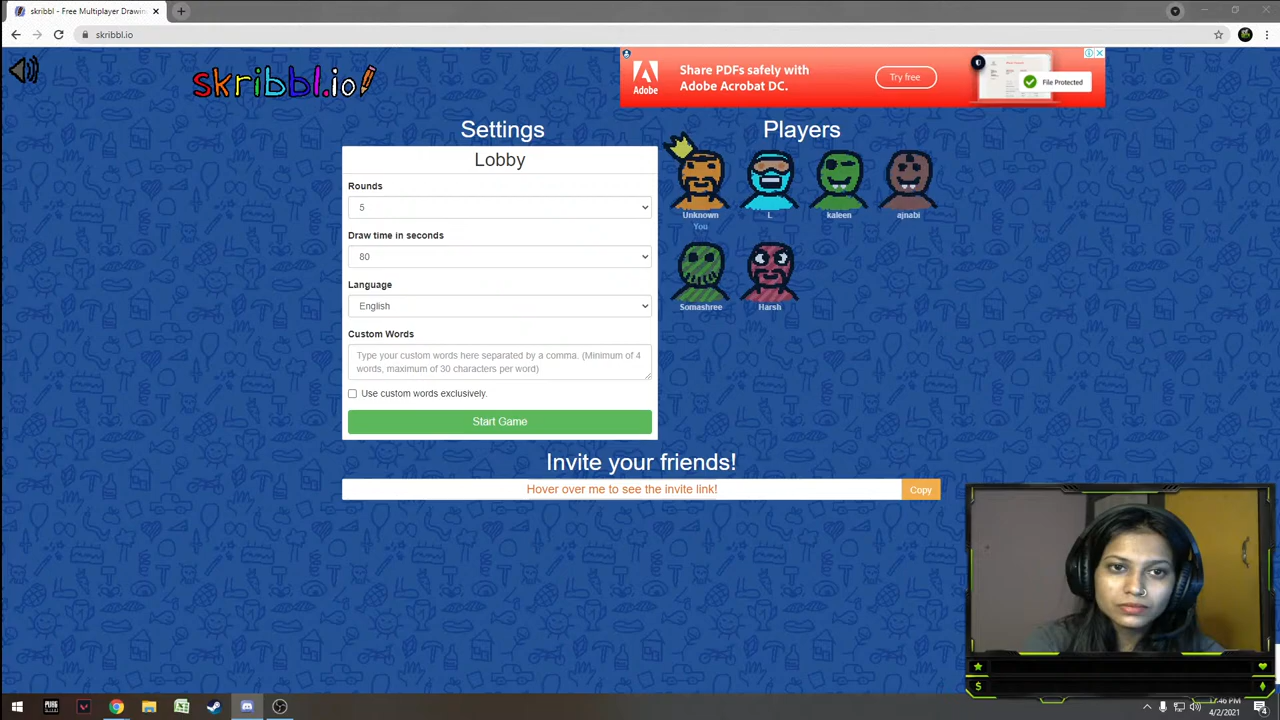 skribbl - Free Multiplayer Drawin
skribbl.io
skribbl.io
Adobe
Share PDFs safely with
Adobe Acrobat DC.
Try free
File Protected
Settings
Players
Lobby
Rounds
5
Draw time in seconds
80
Language
English
Custom Words
Type your custom words here separated by a comma. (Minimum of 4
words, maximum of 30 characters per word)
Use custom words exclusively.
Start Game
Unknown
You
L
kaleen
ajnabi
Somashree
Harsh
Invite your friends!
Hover over me to see the invite link!
Copy
$
PUBG
4/2/2021
4